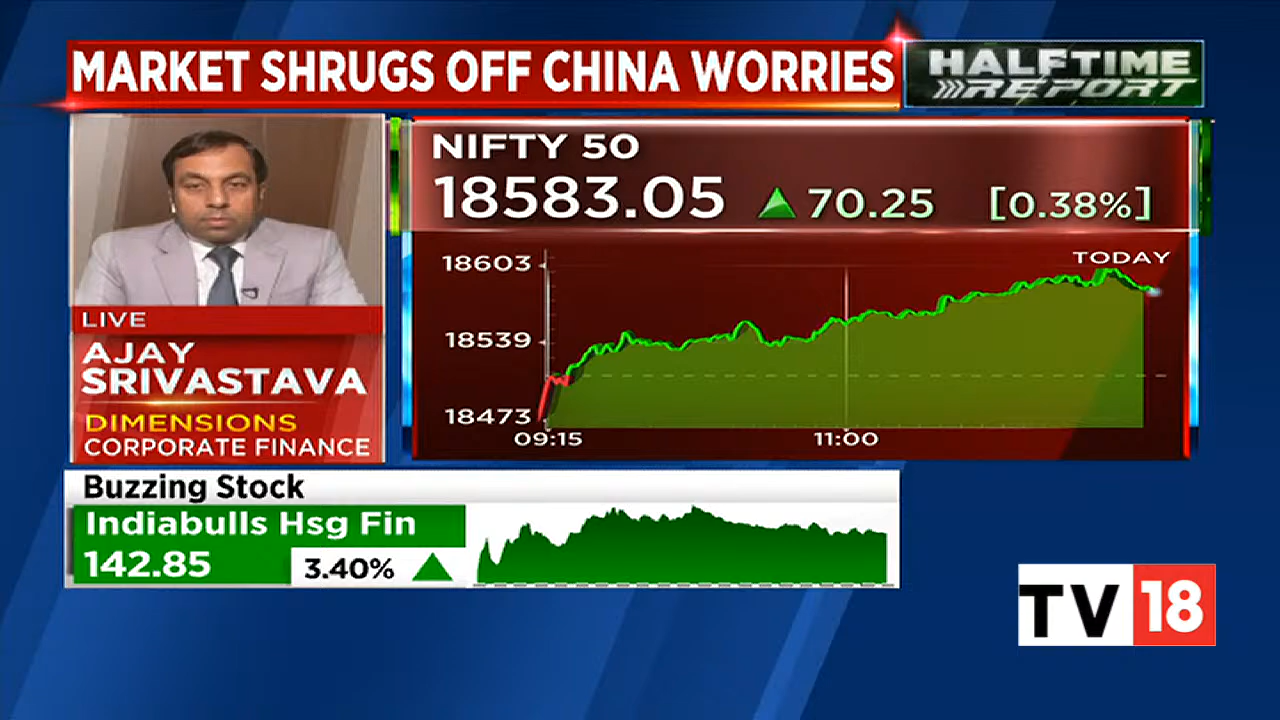 MARKET SHRUGS OFF CHINA WORRIES
HALFTIME
REPORT
NIFTY 50
18583.05 ▲ 70.25 [0.38%]
TODAY
18603
18539
18473
09:15 11:00
LIVE
AJAY
SRIVASTAVA
DIMENSIONS
CORPORATE FINANCE
Buzzing Stock
Indiabulls Hsg Fin
142.85 3.40% ▲
TV18